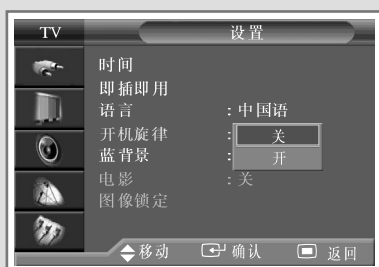 TV 设置
时间
即插即用
语言 : 中国语
开机旋律 : 关
蓝背景 : 开
电影 : 关
图像锁定
移动 确认 返回